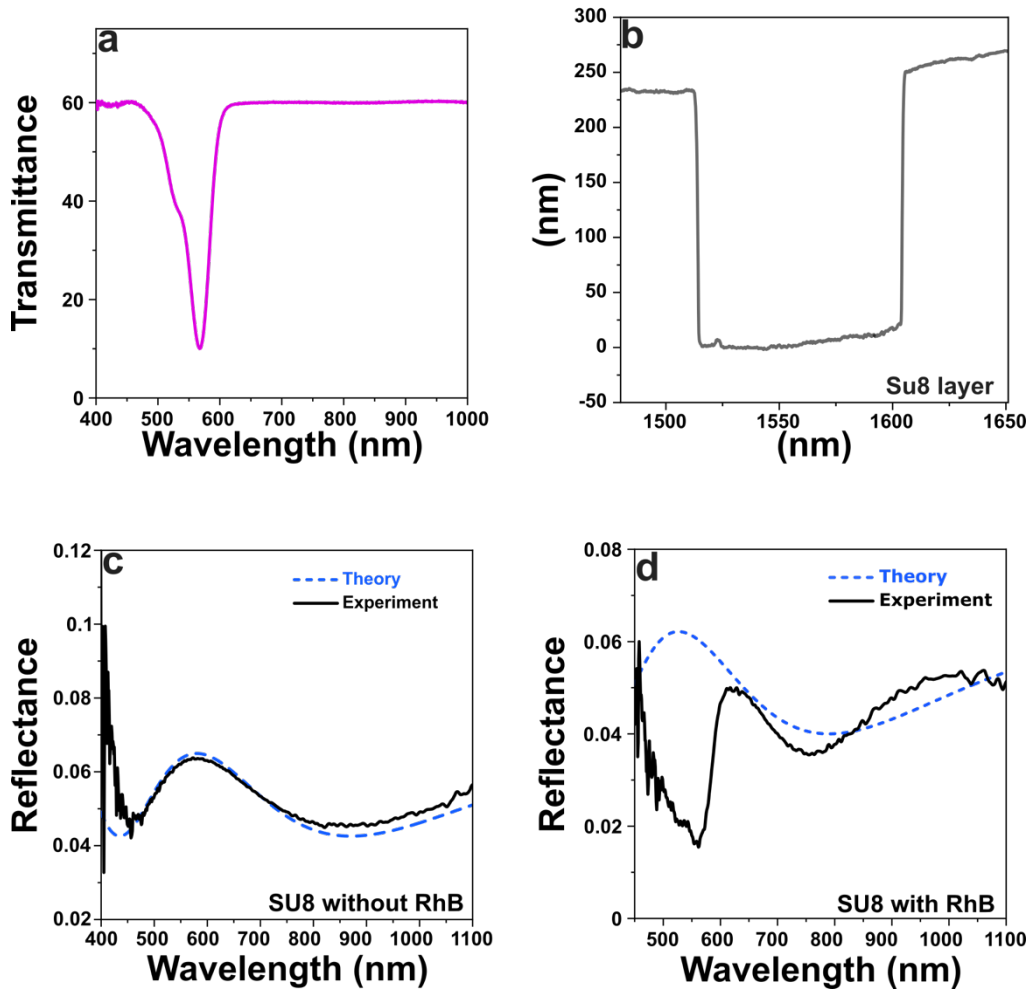 a
Transmittance
60
40
20
0
400 500 600 700 800 900 1000
Wavelength (nm)
b
(nm)
300
250
200
150
100
50
0
-50
Su8 layer
1500 1550 1600 1650
(nm)
c
Reflectance
0.12
0.1
0.08
0.06
0.04
0.02
Theory
Experiment
SU8 without RhB
400 500 600 700 800 900 1000 1100
Wavelength (nm)
d
Reflectance
0.08
0.06
0.04
0.02
0
Theory
Experiment
SU8 with RhB
500 600 700 800 900 1000 1100
Wavelength (nm)